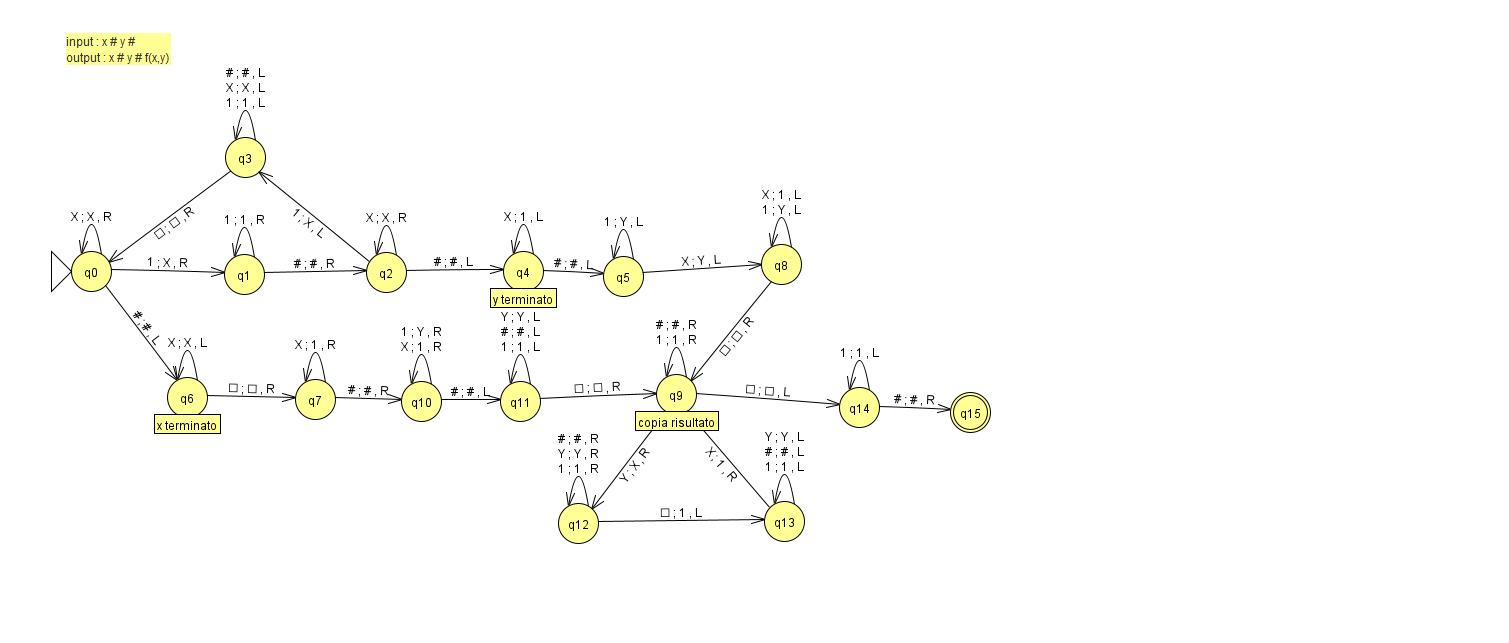 input : x # y #
output : x # y # f(x,y)
# ; # , L
X ; X , L
1 ; 1 , L
q3
□ ; □ , R
1 ; X , L
X ; X , R
q0
1 ; X , R
1 ; 1 , R
q1
# ; # , R
X ; X , R
q2
# ; # , L
X ; 1 , L
q4
y terminato
# ; # , L
1 ; Y , L
q5
X ; Y , L
X ; 1 , L
1 ; Y , L
q8
□ ; □ , R
# ; # , L
X ; X , L
q6
x terminato
□ ; □ , R
X ; 1 , R
q7
# ; # , R
1 ; Y , R
X ; 1 , R
q10
# ; # , L
Y ; Y , L
# ; # , L
1 ; 1 , L
q11
□ ; □ , R
# ; # , R
1 ; 1 , R
q9
copia risultato
□ ; □ , L
1 ; 1 , L
q14
# ; # , R
q15
Y ; X , R
X ; 1 , R
# ; # , R
Y ; Y , R
1 ; 1 , R
q12
□ ; 1 , L
Y ; Y , L
# ; # , L
1 ; 1 , L
q13